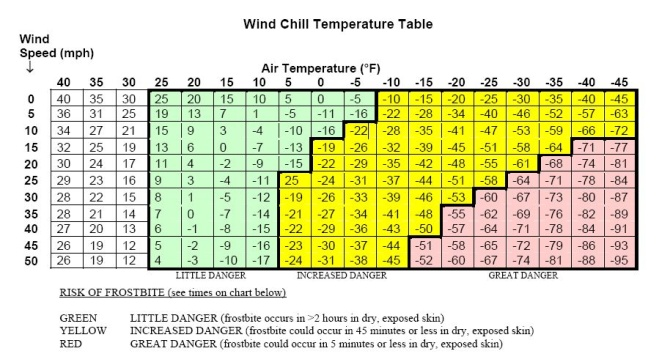 Wind Chill Temperature Table
Wind
Speed (mph)
↓
Air Temperature (°F)
40 35 30 25 20 15 10 5 0 -5 -10 -15 -20 -25 -30 -35 -40 -45
0 40 35 30 25 20 15 10 5 0 -5 -10 -15 -20 -25 -30 -35 -40 -45
5 36 31 25 19 13 7 1 -5 -11 -16 -22 -28 -34 -40 -46 -52 -57 -63
10 34 27 21 15 9 3 -4 -10 -16 -22 -28 -35 -41 -47 -53 -59 -66 -72
15 32 25 19 13 6 0 -7 -13 -19 -26 -32 -39 -45 -51 -58 -64 -71 -77
20 30 24 17 11 4 -2 -9 -15 -22 -29 -35 -42 -48 -55 -61 -68 -74 -81
25 29 23 16 9 3 -4 -11 25 -24 -31 -37 -44 -51 -58 -64 -71 -78 -84
30 28 22 15 8 1 -5 -12 -19 -26 -33 -39 -46 -53 -60 -67 -73 -80 -87
35 28 21 14 7 0 -7 -14 -21 -27 -34 -41 -48 -55 -62 -69 -76 -82 -89
40 27 20 13 6 -1 -8 -15 -22 -29 -36 -43 -50 -57 -64 -71 -78 -84 -91
45 26 19 12 5 -2 -9 -16 -23 -30 -37 -44 -51 -58 -65 -72 -79 -86 -93
50 26 19 12 4 -3 -10 -17 -24 -31 -38 -45 -52 -60 -67 -74 -81 -88 -95
LITTLE DANGER INCREASED DANGER GREAT DANGER
RISK OF FROSTBITE (see times on chart below)
GREEN LITTLE DANGER (frostbite occurs in >2 hours in dry, exposed skin)
YELLOW INCREASED DANGER (frostbite could occur in 45 minutes or less in dry, exposed skin)
RED GREAT DANGER (frostbite could occur in 5 minutes or less in dry, exposed skin)